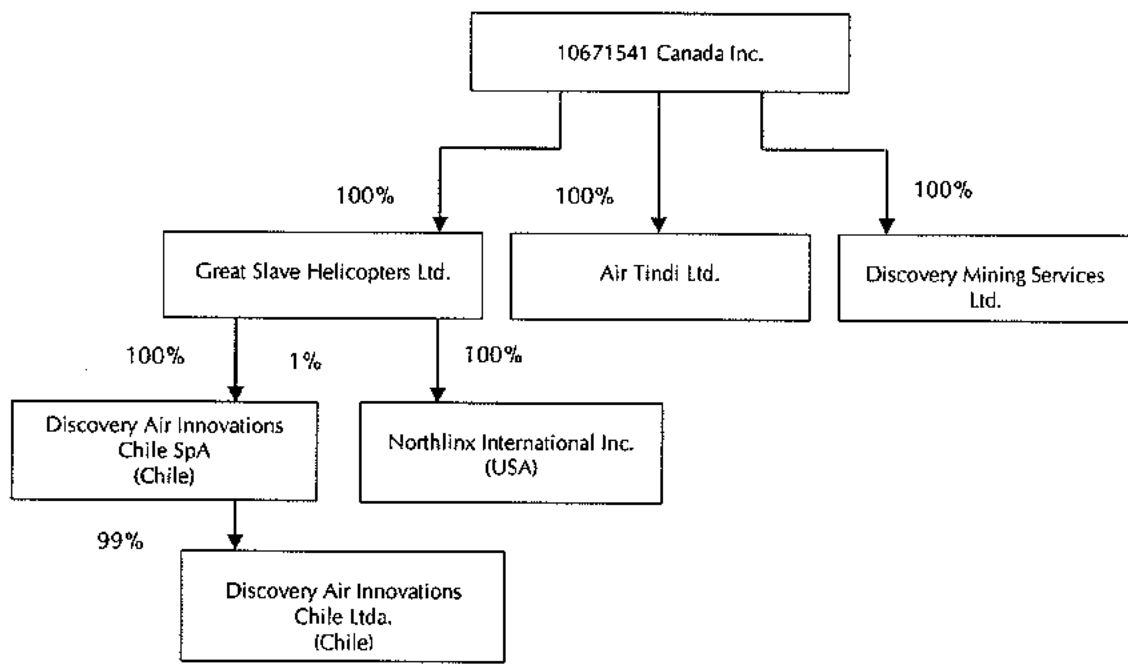 10671541 Canada Inc.
100%
100%
100%
Great Slave Helicopters Ltd.
Air Tindi Ltd.
Discovery Mining Services
Ltd.
100%
1%
100%
Discovery Air Innovations
Chile SpA
(Chile)
Northlinx International Inc.
(USA)
99%
Discovery Air Innovations
Chile Ltda.
(Chile)